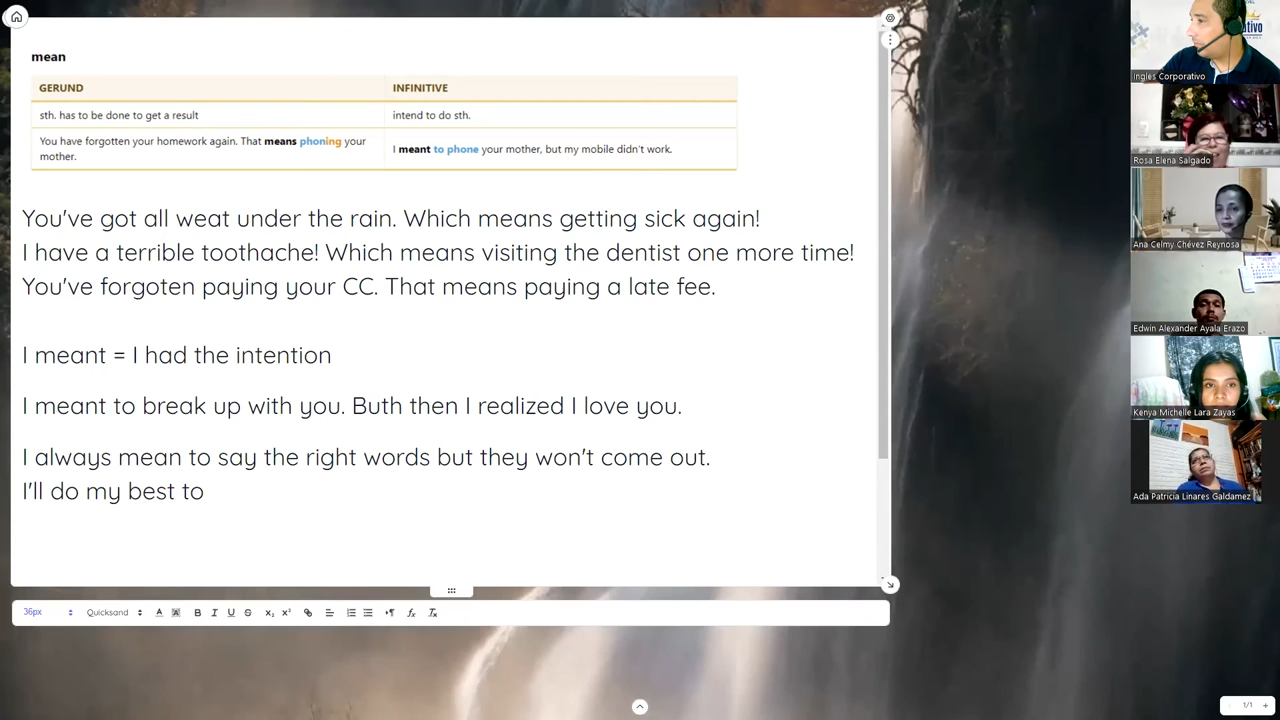 mean
GERUND INFINITIVE
sth. has to be done to get a result intend to do sth.
You have forgotten your homework again. That means phoning your
mother.
I meant to phone your mother, but my mobile didn't work.
You've got all weat under the rain. Which means getting sick again!
I have a terrible toothache! Which means visiting the dentist one more time!
You've forgoten paying your CC. That means paying a late fee.
I meant = I had the intention
I meant to break up with you. Buth then I realized I love you.
I always mean to say the right words but they won't come out.
I'll do my best to
36px Quicksand
1/1
Ingles Corporativo
Rosa Elena Salgado
Ana Celmy Chévez Reynosa
Edwin Alexander Ayala Erazo
Kenya Michelle Lara Zayas
Ada Patricia Linares Galdamez